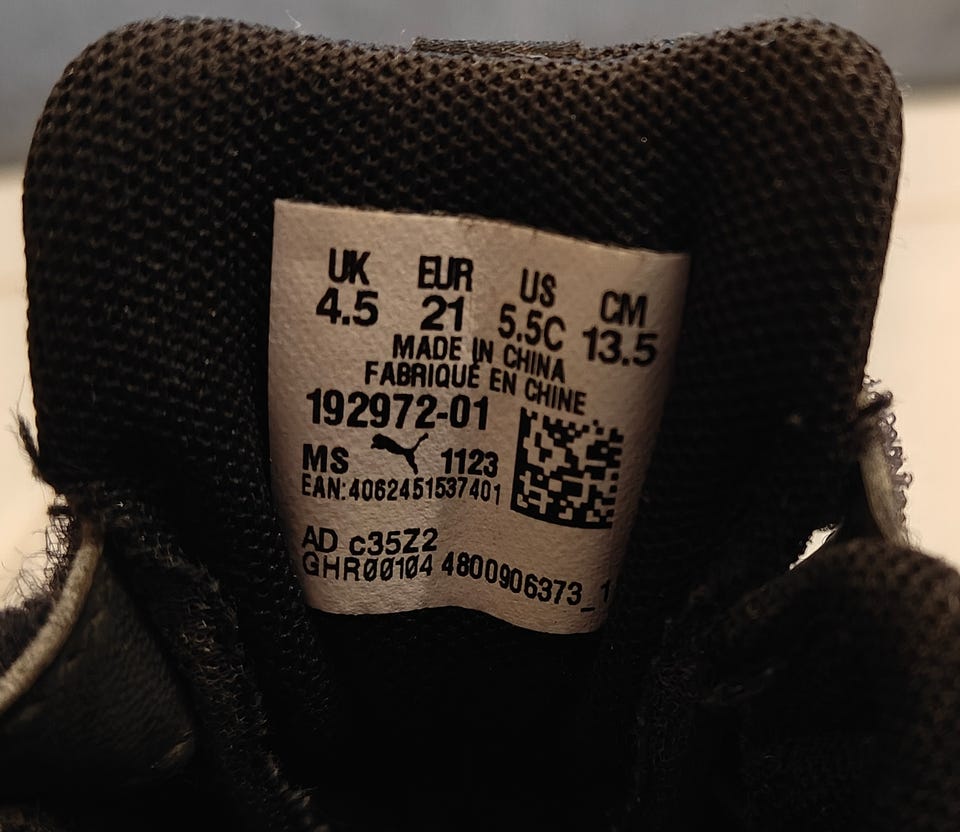 UK EUR US CM
4.5 21 5.5C 13.5
MADE IN CHINA
FABRIQUÉ EN CHINE
192972-01
MS 1123
EAN:4062451537401
AD c35Z2
GHR00104 4800906373_1